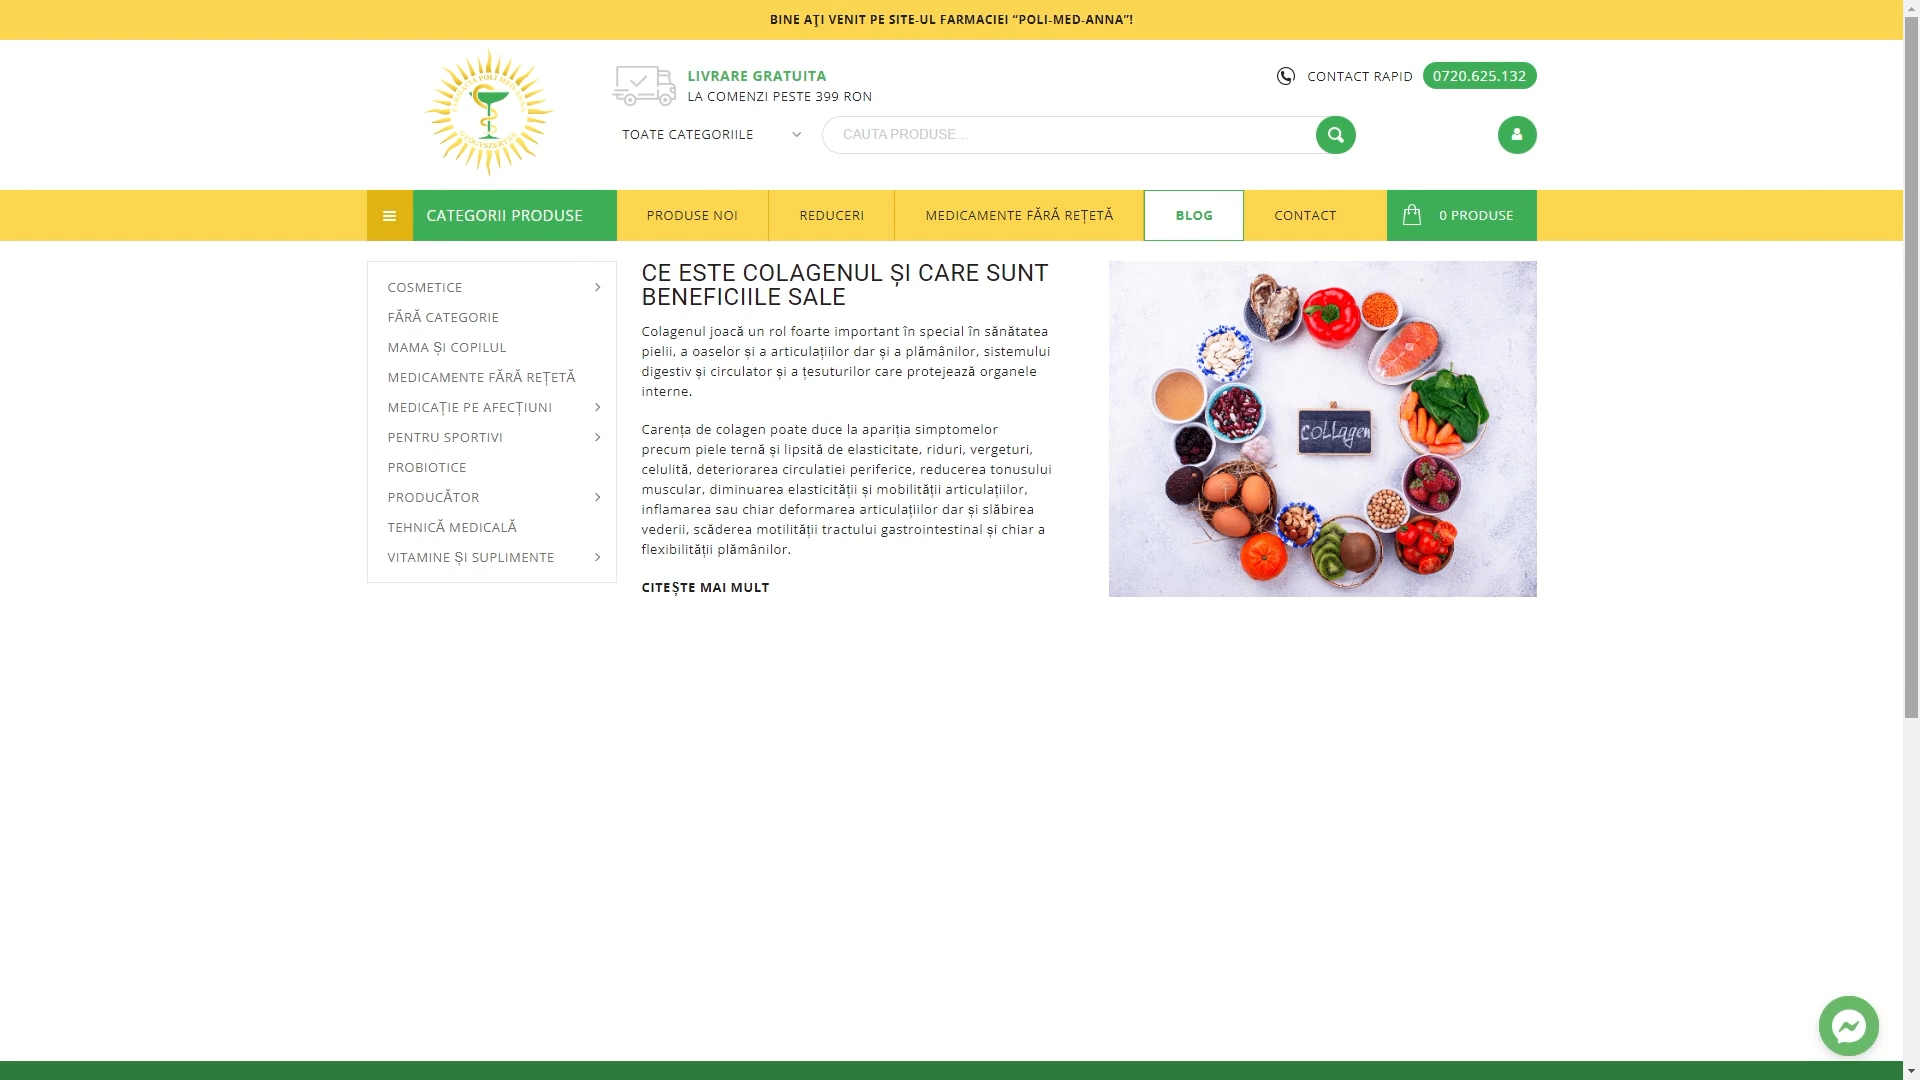 BINE AȚI VENIT PE SITE-UL FARMACIEI “POLI-MED-ANNA”!
LIVRARE GRATUITA
LA COMENZI PESTE 399 RON
CONTACT RAPID 0720.625.132
TOATE CATEGORIILE
CAUTA PRODUSE...
CATEGORII PRODUSE
PRODUSE NOI
REDUCERI
MEDICAMENTE FĂRĂ REȚETĂ
BLOG
CONTACT
0 PRODUSE
COSMETICE
FĂRĂ CATEGORIE
MAMA ȘI COPILUL
MEDICAMENTE FĂRĂ REȚETĂ
MEDICAȚIE PE AFECȚIUNI
PENTRU SPORTIVI
PROBIOTICE
PRODUCĂTOR
TEHNICĂ MEDICALĂ
VITAMINE ȘI SUPLIMENTE
CE ESTE COLAGENUL ȘI CARE SUNT
BENEFICIILE SALE
Colagenul joacă un rol foarte important în special în sănătatea
pielii, a oaselor și a articulațiilor dar și a plămânilor, sistemului
digestiv și circulator și a țesuturilor care protejează organele
interne.
Carența de colagen poate duce la apariția simptomelor
precum piele ternă și lipsită de elasticitate, riduri, vergeturi,
celulită, deteriorarea circulatiei periferice, reducerea tonusului
muscular, diminuarea elasticității și mobilității articulațiilor,
inflamarea sau chiar deformarea articulațiilor dar și slăbirea
vederii, scăderea motilității tractului gastrointestinal și chiar a
flexibilității plămânilor.
CITEȘTE MAI MULT
collagen